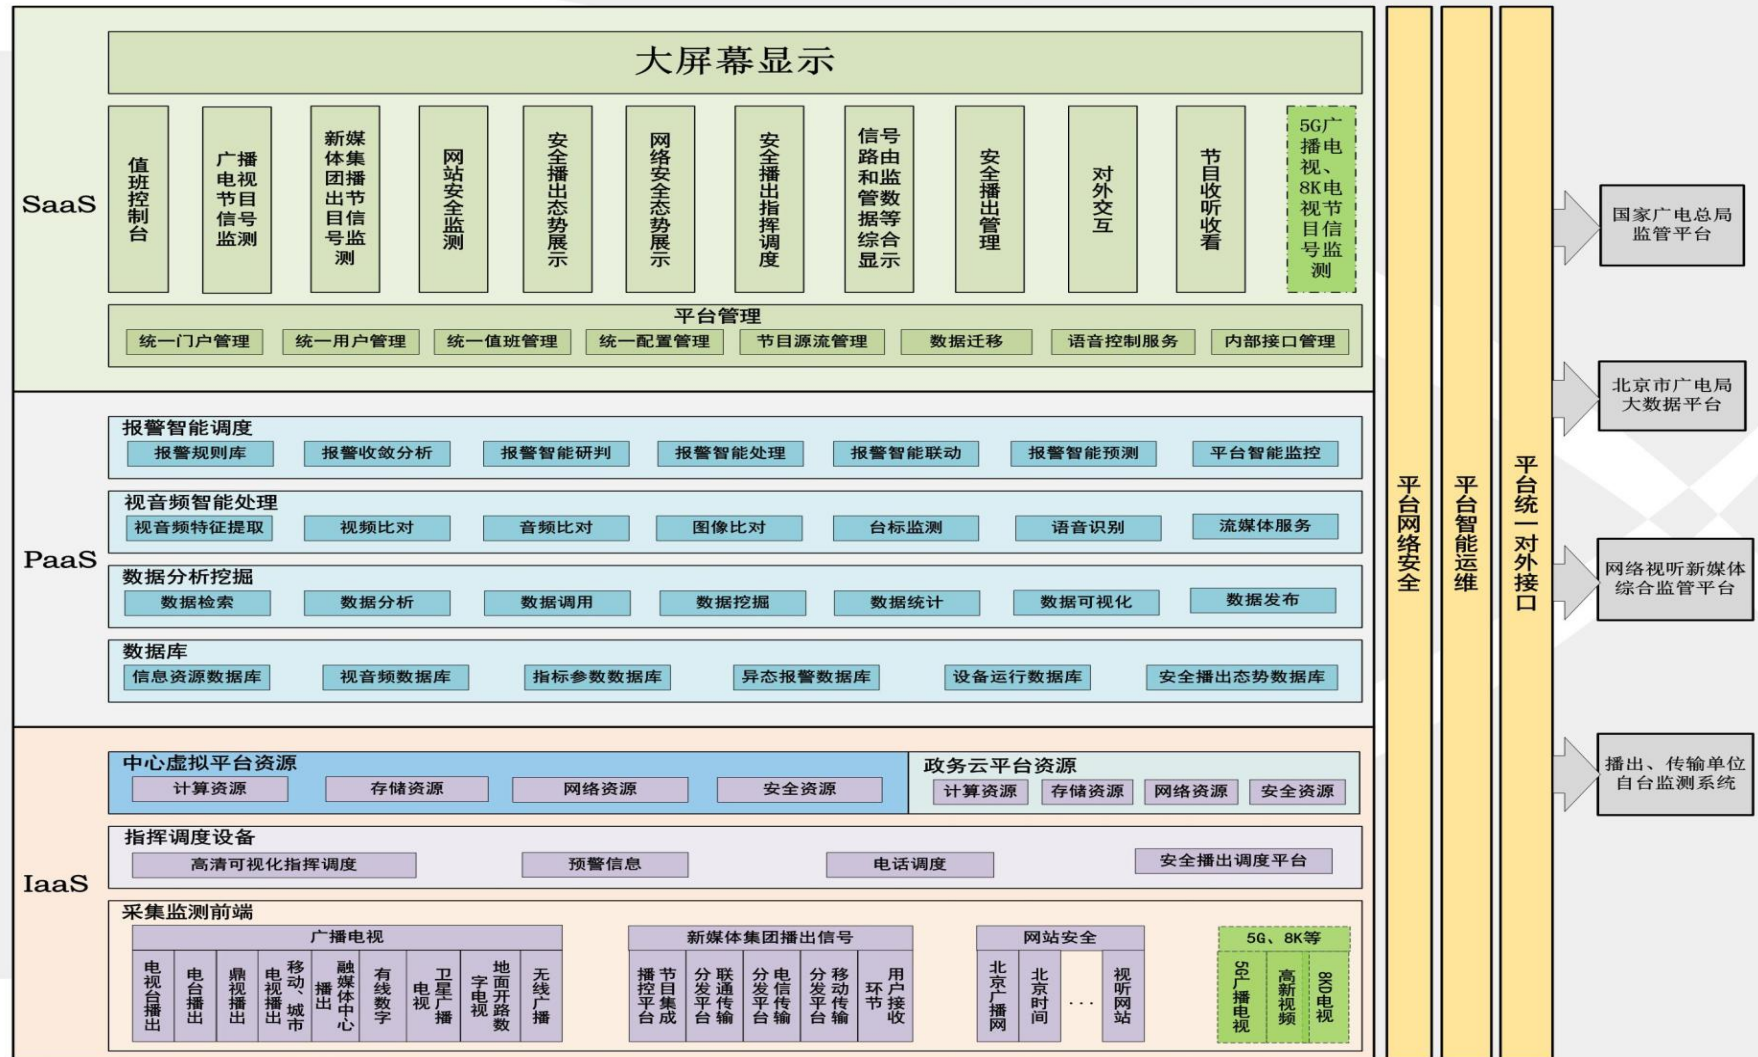 大屏幕显示
SaaS
值班控制台
广播电视节目信号监测
新媒体集团播出节目信号监测
网站安全监测
安全播出态势展示
网络安全态势展示
安全播出指挥调度
信号路由和监管数据等综合显示
安全播出管理
对外交互
节目收听收看
5G广播电视、8K电视节目信号监测
平台管理
统一门户管理
统一用户管理
统一值班管理
统一配置管理
节目源流管理
数据迁移
语音控制服务
内部接口管理
PaaS
报警智能调度
报警规则库
报警收敛分析
报警智能研判
报警智能处理
报警智能联动
报警智能预测
平台智能监控
视音频智能处理
视音频特征提取
视频比对
音频比对
图像比对
台标监测
语音识别
流媒体服务
数据分析挖掘
数据检索
数据分析
数据调用
数据挖掘
数据统计
数据可视化
数据发布
数据库
信息资源数据库
视音频数据库
指标参数数据库
异态报警数据库
设备运行数据库
安全播出态势数据库
IaaS
中心虚拟平台资源
计算资源
存储资源
网络资源
安全资源
政务云平台资源
计算资源
存储资源
网络资源
安全资源
指挥调度设备
高清可视化指挥调度
预警信息
电话调度
安全播出调度平台
采集监测前端
广播电视
电视台播出
电台播出
鼎视播出
移动、城市电视播出
融媒体中心播出
有线数字
卫星广播电视
地面开路数字电视
无线广播
新媒体集团播出信号
节目集成播控平台
联通传输分发平台
电信传输分发平台
移动传输分发平台
用户接收环节
网站安全
北京广播网
北京时间
...
视听网站
5G、8K等
5G广播电视
高新视频
8KD电视
平台网络安全
平台智能运维
平台统一对外接口
国家广电总局
监管平台
北京市广电局
大数据平台
网络视听新媒体
综合监管平台
播出、传输单位
自台监测系统